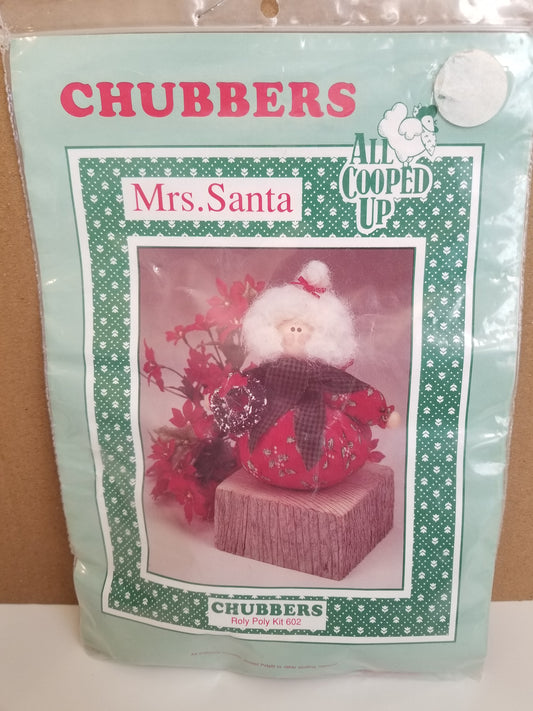 CHUBBERS
ALL
COOPED
UP
Mrs.Santa
CHUBBERS
Roly Poly Kit 602